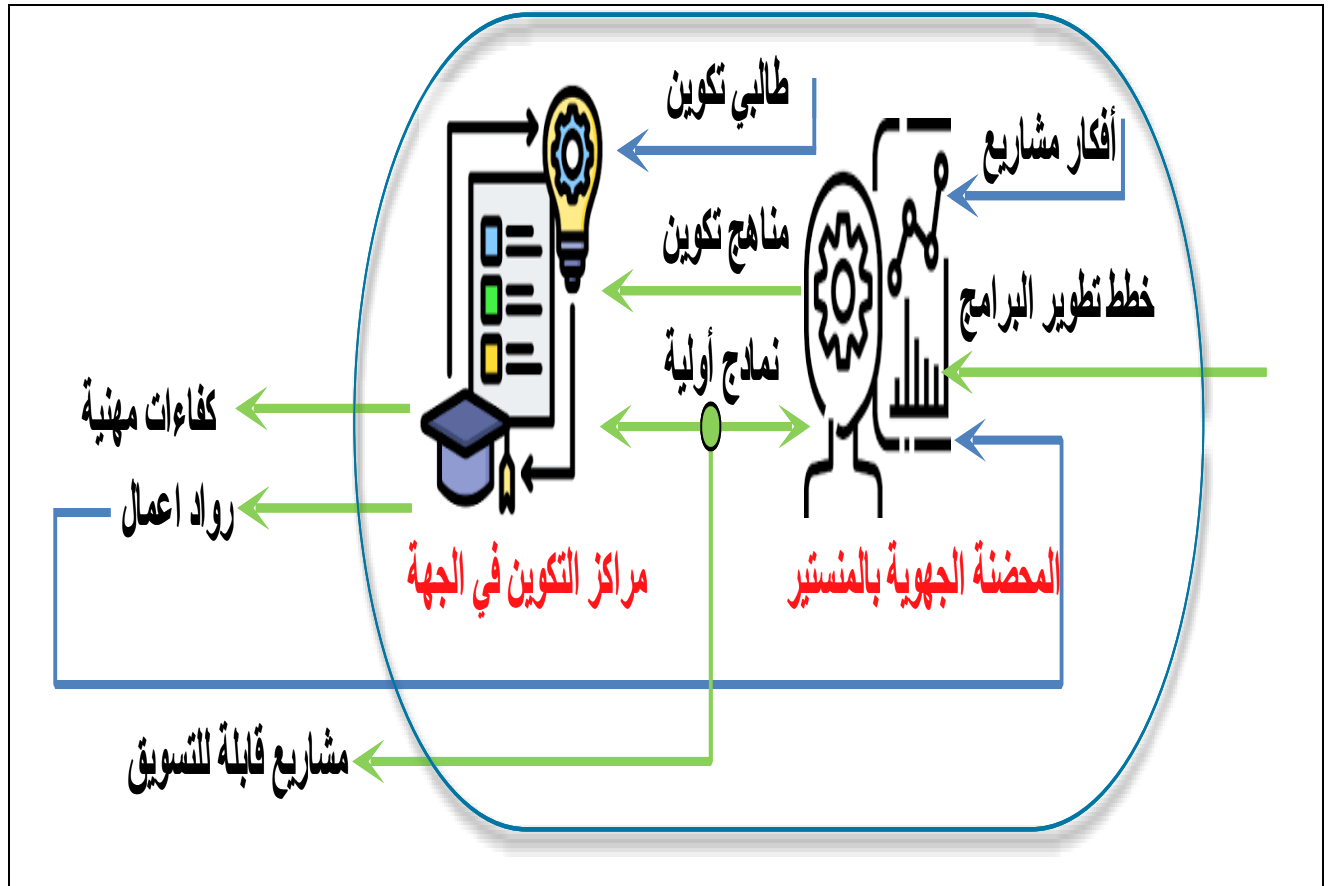 طالبي تكوين
أفكار مشاريع
مناهج تكوين
خطط تطوير البرامج
نمادج أولية
كفاءات مهنية
رواد اعمال
المحضنة الجهوية بالمنستير
مراكز التكوين في الجهة
مشاريع قابلة للتسويق